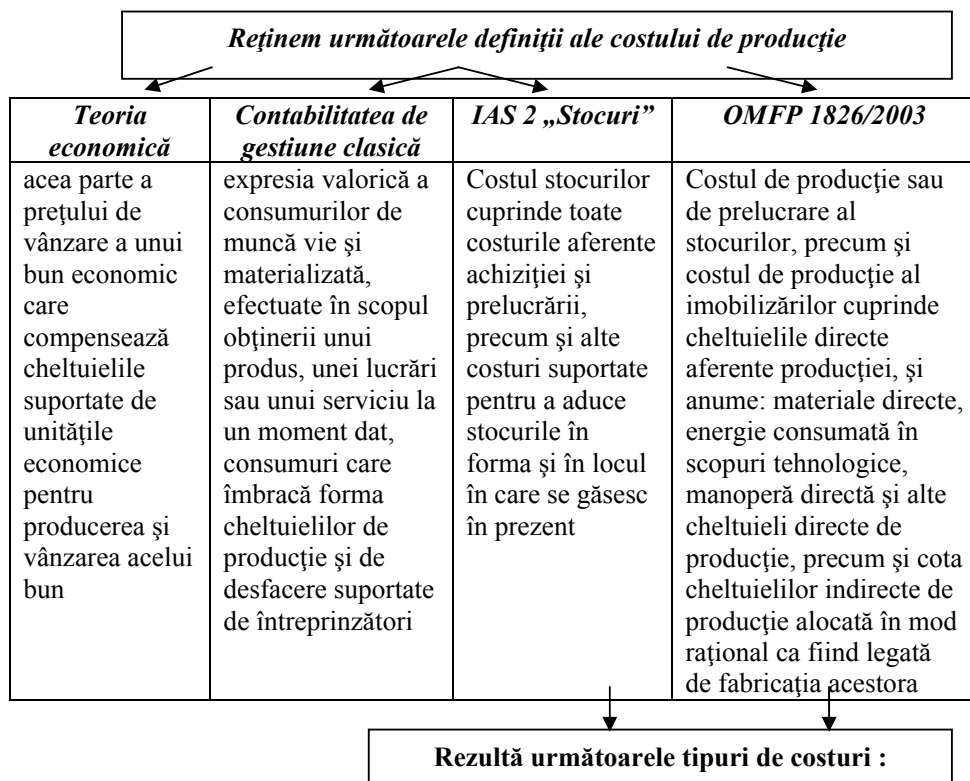 Reţinem următoarele definiţii ale costului de producţie
Teoria
economică
acea parte a
preţului de
vânzare a unui
bun economic
care
compensează
cheltuielile
suportate de
unităţile
economice
pentru
producerea şi
vânzarea acelui
bun
Contabilitatea de
gestiune clasică
expresia valorică a
consumurilor de
muncă vie şi
materializată,
efectuate în scopul
obţinerii unui
produs, unei lucrări
sau unui serviciu la
un moment dat,
consumuri care
îmbracă forma
cheltuielilor de
producţie şi de
desfacere suportate
de întreprinzători
IAS 2 „Stocuri”
Costul stocurilor
cuprinde toate
costurile aferente
achiziţiei şi
prelucrării,
precum şi alte
costuri suportate
pentru a aduce
stocurile în
forma şi în locul
în care se găsesc
în prezent
OMFP 1826/2003
Costul de producţie sau
de prelucrare al
stocurilor, precum şi
costul de producţie al
imobilizărilor cuprinde
cheltuielile directe
aferente producţiei, şi
anume: materiale directe,
energie consumată în
scopuri tehnologice,
manoperă directă şi alte
cheltuieli directe de
producţie, precum şi cota
cheltuielilor indirecte de
producţie alocată în mod
raţional ca fiind legată
de fabricaţia acestora
Rezultă următoarele tipuri de costuri :